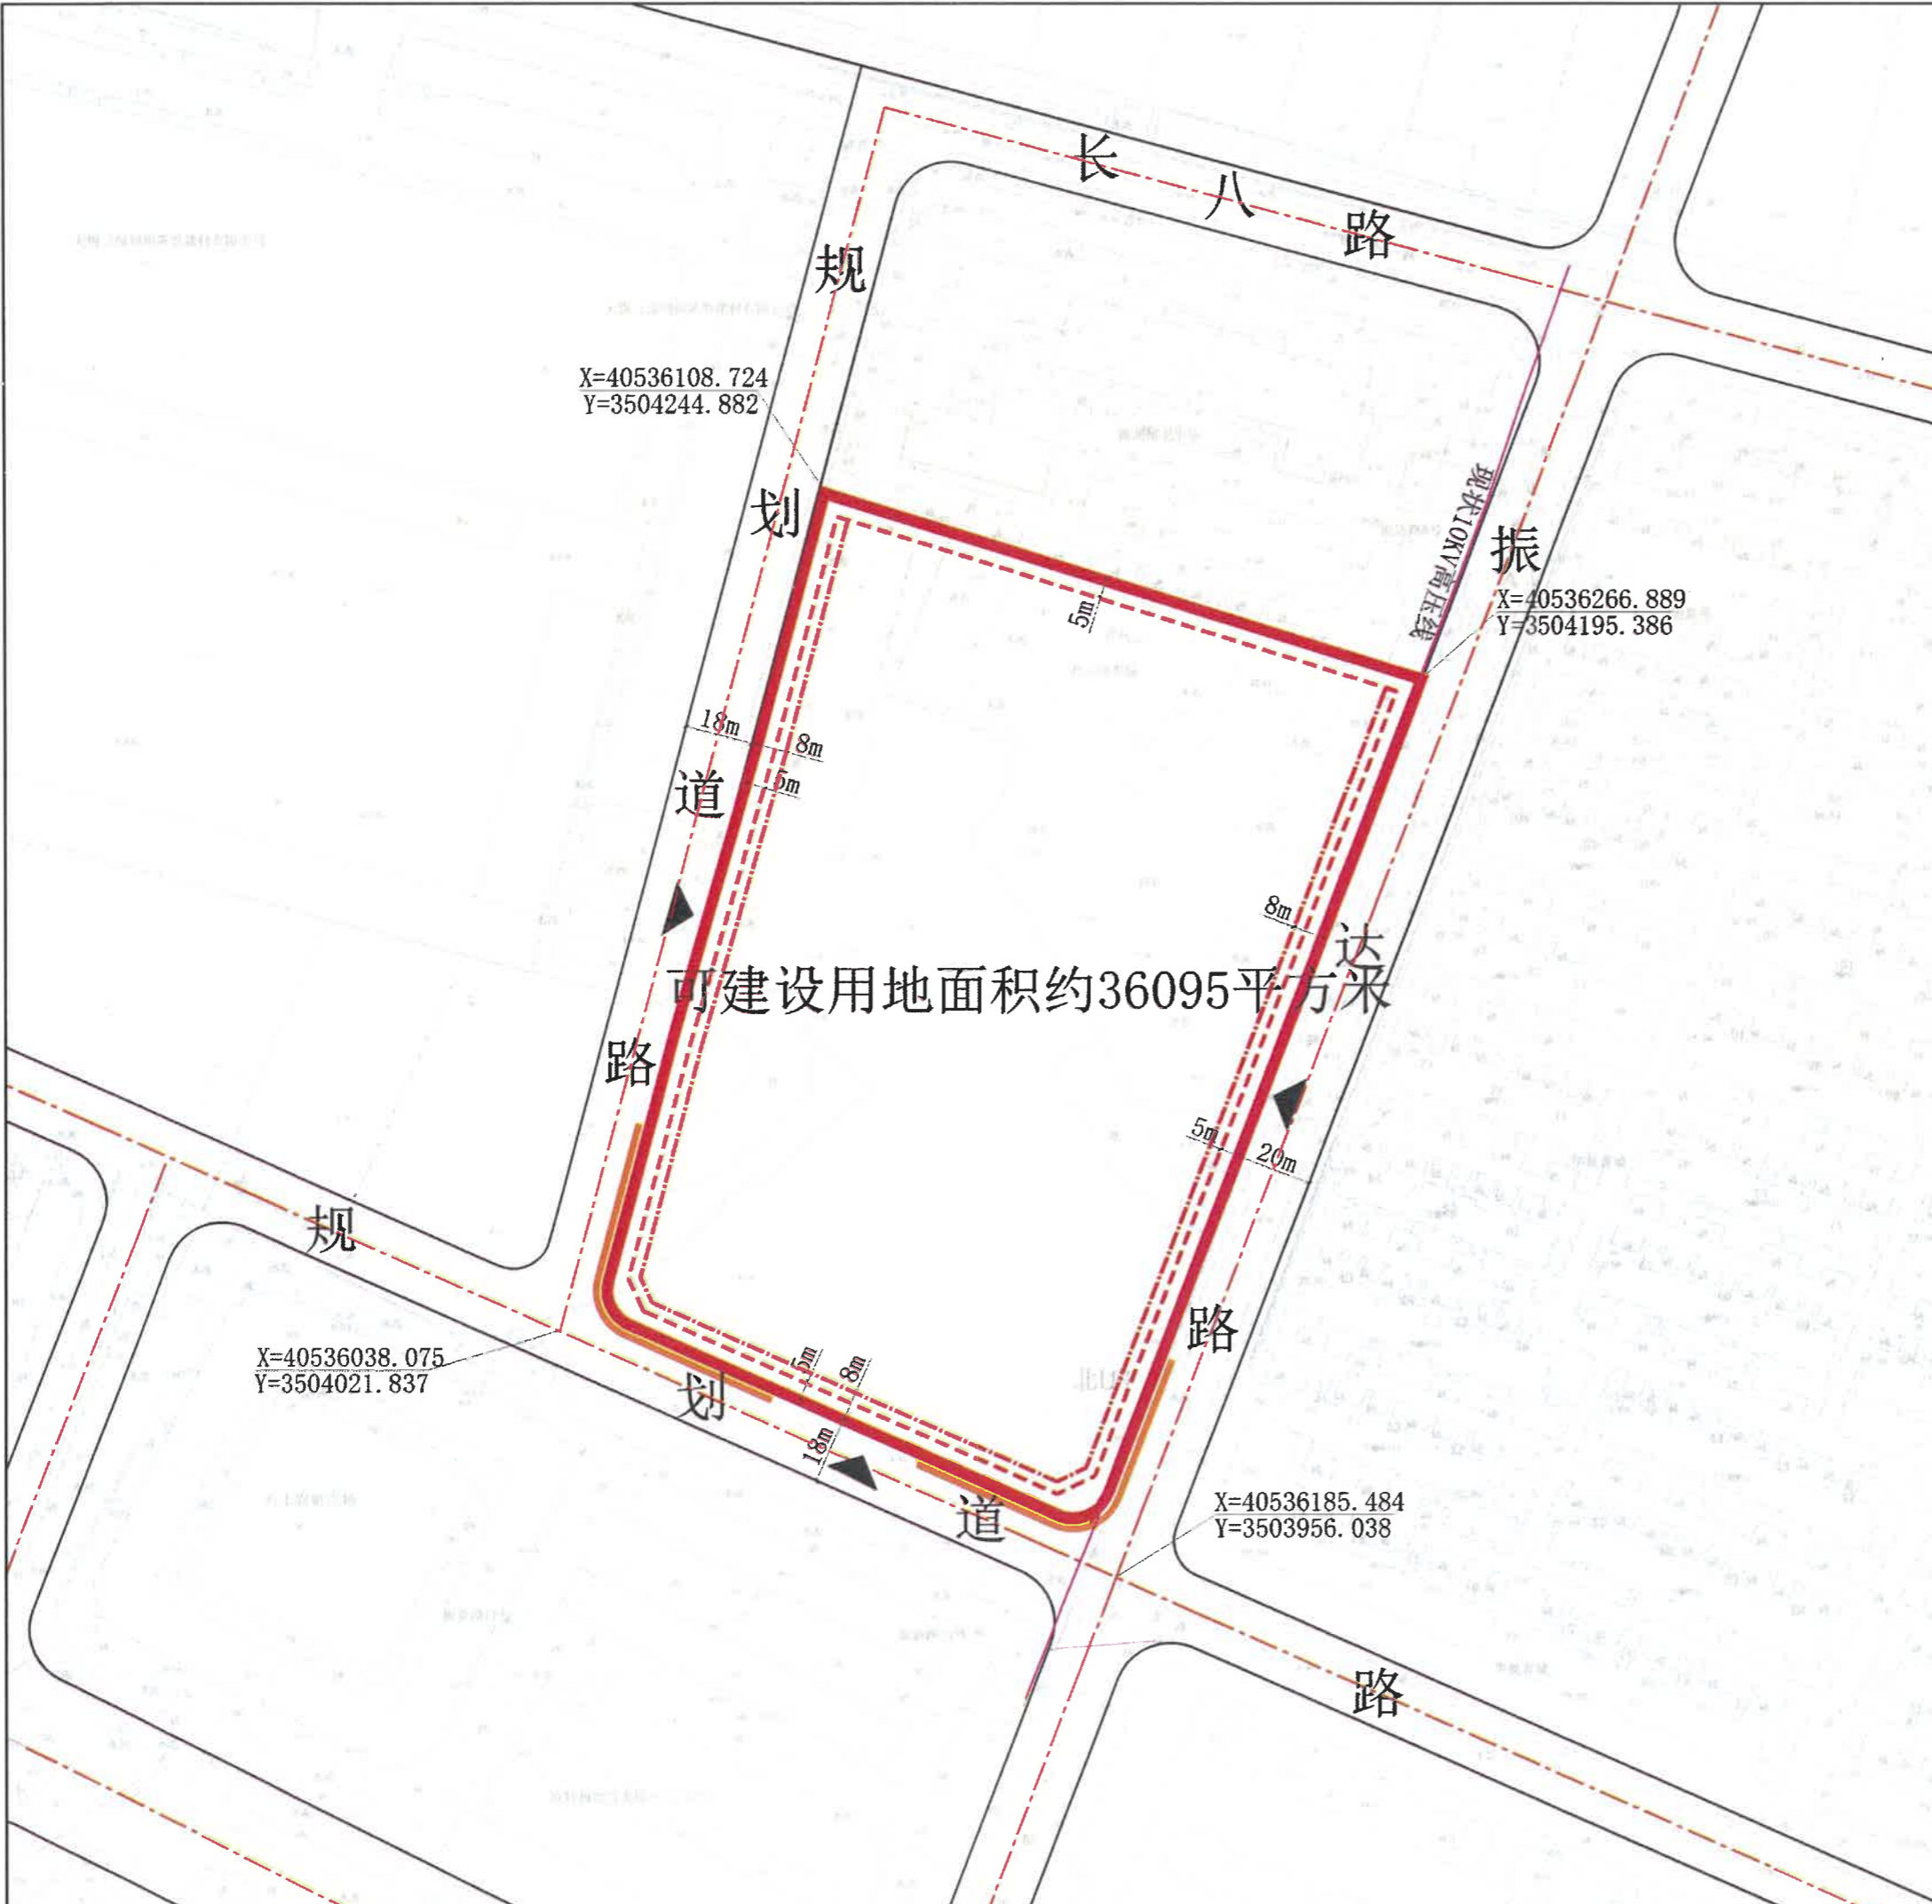 长八路
规划道路
X=40536108.724
Y=3504244.882
现状10KV高压线
振达路
X=40536266.889
Y=3504195.386
5m
18m
8m
5m
8m
可建设用地面积约36095平方米
5m
20m
规划道路
X=40536038.075
Y=3504021.837
5m
8m
18m
X=40536185.484
Y=3503956.038